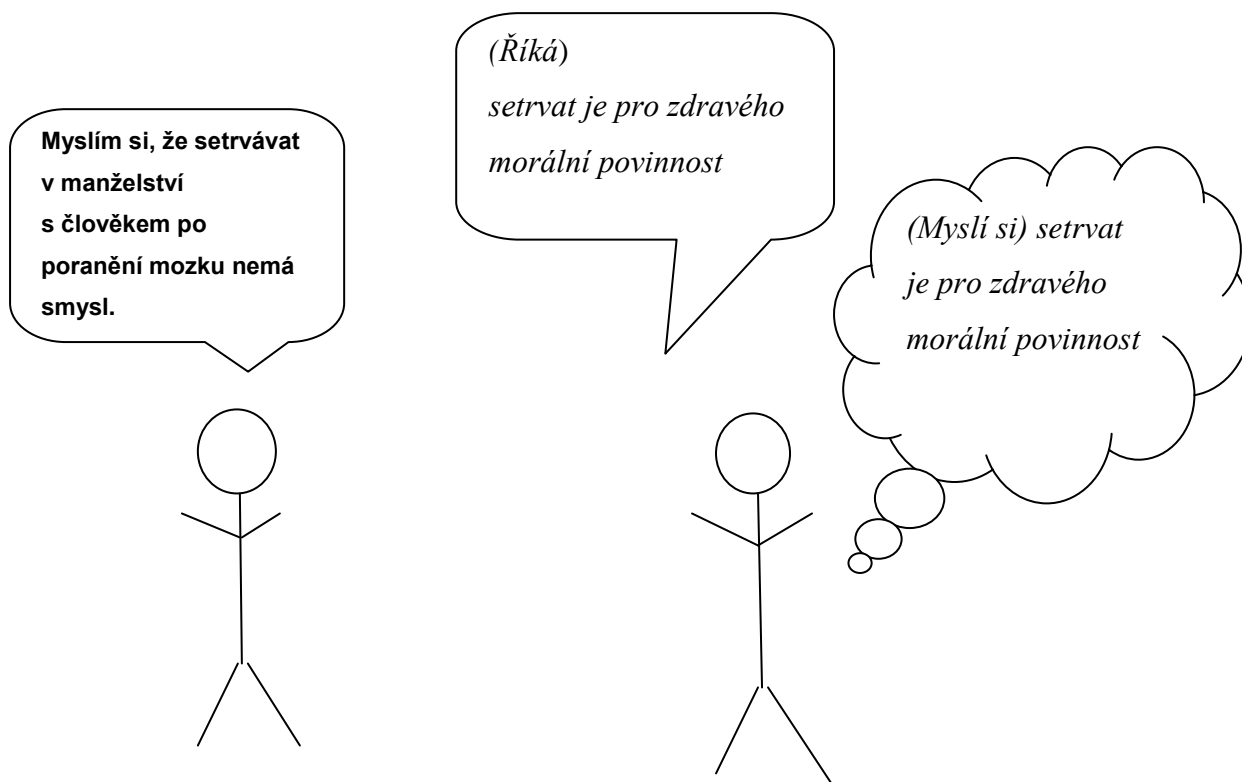 Myslím si, že setrvávat
v manželství
s člověkem po
poranění mozku nemá
smysl.
(Říká)
setrvat je pro zdravého
morální povinnost
(Myslí si) setrvat
je pro zdravého
morální povinnost